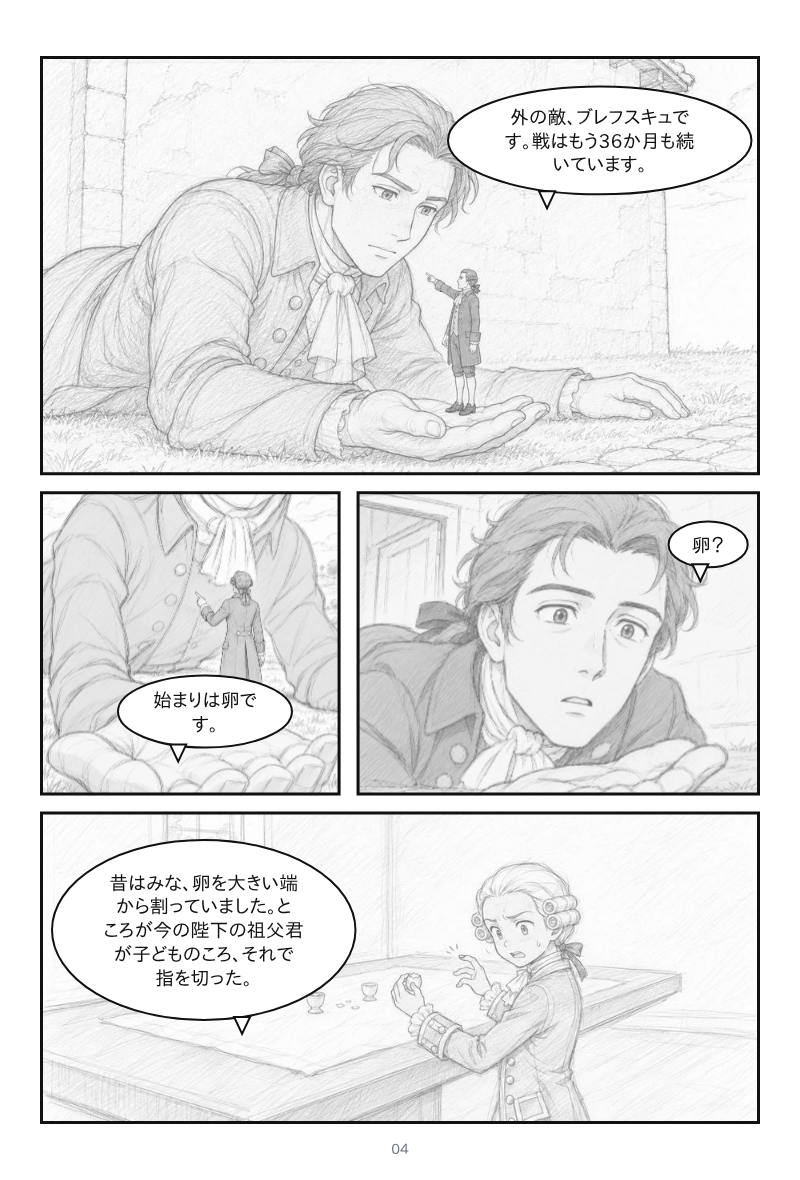 外の敵、ブレフスキュで
す。戦はもう36か月も続
いています。
始まりは卵で
す。
卵？
昔はみな、卵を大きい端
から割っていました。と
ころが今の陛下の祖父君
が子どものころ、それで
指を切った。
04